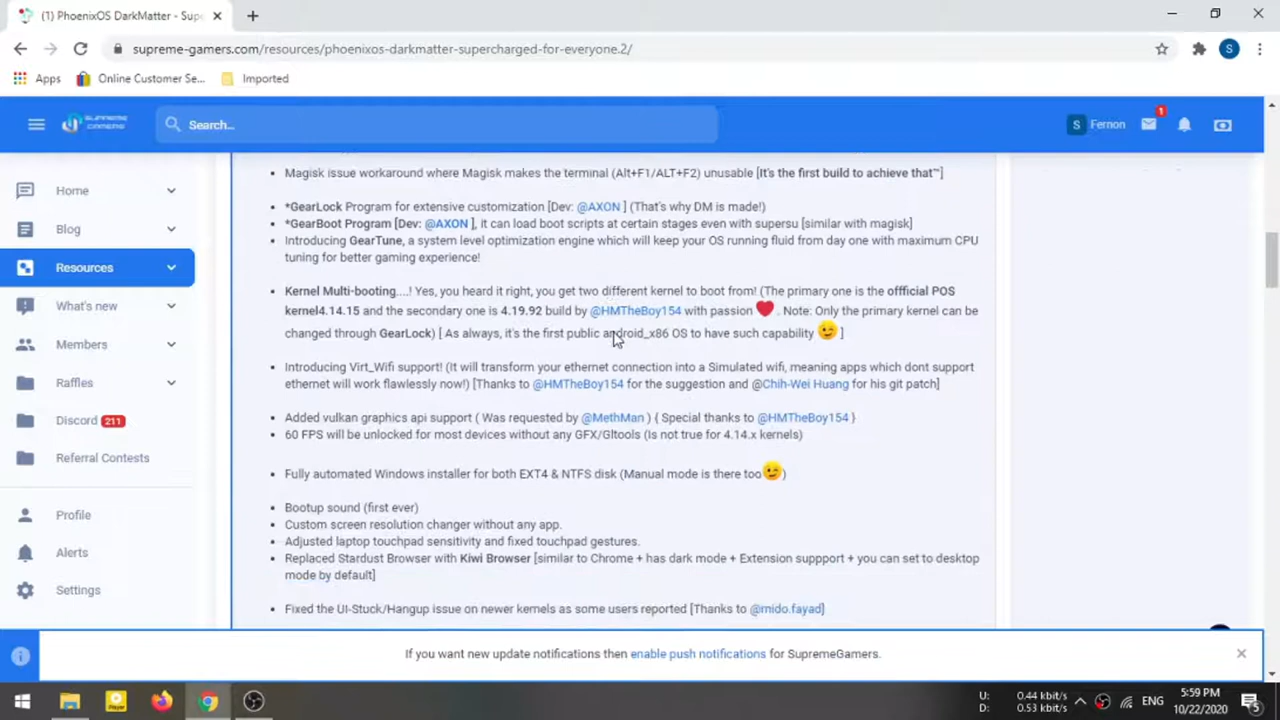 (1) PhoenixOS DarkMatter - Supe
supreme-gamers.com/resources/phoenixos-darkmatter-supercharged-for-everyone.2/
S
Apps
Online Customer Se...
Imported
SUPREME GAMERS
Search...
S Fernon
1
Home
Blog
Resources
What's new
Members
Raffles
Discord 211
Referral Contests
Profile
Alerts
Settings
Magisk issue workaround where Magisk makes the terminal (Alt+F1/ALT+F2) unusable [It's the first build to achieve that™]
*GearLock Program for extensive customization [Dev: @AXON ] (That's why DM is made!)
*GearBoot Program [Dev: @AXON ], it can load boot scripts at certain stages even with supersu [similar with magisk]
Introducing GearTune, a system level optimization engine which will keep your OS running fluid from day one with maximum CPU
tuning for better gaming experience!
Kernel Multi-booting....! Yes, you heard it right, you get two different kernel to boot from! (The primary one is the offficial POS
kernel4.14.15 and the secondary one is 4.19.92 build by @HMTheBoy154 with passion ❤️ . Note: Only the primary kernel can be
changed through GearLock) [ As always, it's the first public android_x86 OS to have such capability 😉 ]
Introducing Virt_Wifi support! (It will transform your ethernet connection into a Simulated wifi, meaning apps which dont support
ethernet will work flawlessly now!) [Thanks to @HMTheBoy154 for the suggestion and @Chih-Wei Huang for his git patch]
Added vulkan graphics api support ( Was requested by @MethMan ) { Special thanks to @HMTheBoy154 }
60 FPS will be unlocked for most devices without any GFX/Gltools (Is not true for 4.14.x kernels)
Fully automated Windows installer for both EXT4 & NTFS disk (Manual mode is there too😉)
Bootup sound (first ever)
Custom screen resolution changer without any app.
Adjusted laptop touchpad sensitivity and fixed touchpad gestures.
Replaced Stardust Browser with Kiwi Browser [similar to Chrome + has dark mode + Extension suppport + you can set to desktop
mode by default]
Fixed the UI-Stuck/Hangup issue on newer kernels as some users reported [Thanks to @mido.fayad]
If you want new update notifications then enable push notifications for SupremeGamers.
U: 0.44 kbit/s
D: 0.53 kbit/s
ENG
5:59 PM
10/22/2020
5